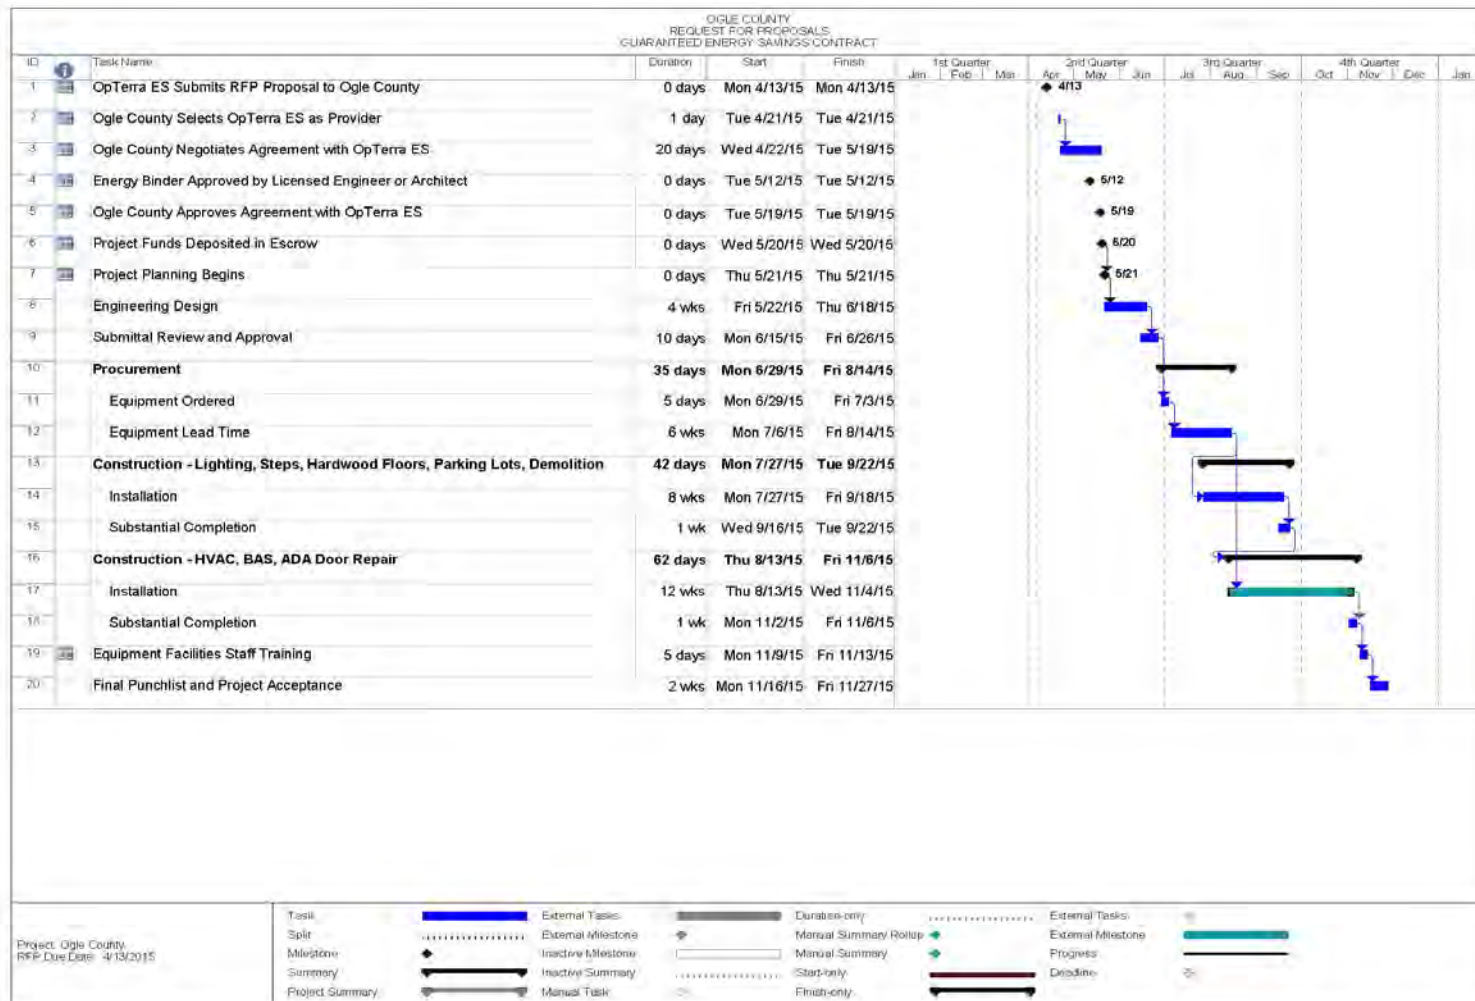 OGLE COUNTY
REQUEST FOR PROPOSALS
GUARANTEED ENERGY SAVINGS CONTRACT
ID Task Name Duration Start Finish 1st Quarter 2nd Quarter 3rd Quarter 4th Quarter
Jan Feb Mar Apr May Jun Jul Aug Sep Oct Nov Dec Jan
1 OpTerra ES Submits RFP Proposal to Ogle County 0 days Mon 4/13/15 Mon 4/13/15 4/13
2 Ogle County Selects OpTerra ES as Provider 1 day Tue 4/21/15 Tue 4/21/15
3 Ogle County Negotiates Agreement with OpTerra ES 20 days Wed 4/22/15 Tue 5/19/15
4 Energy Binder Approved by Licensed Engineer or Architect 0 days Tue 5/12/15 Tue 5/12/15 5/12
5 Ogle County Approves Agreement with OpTerra ES 0 days Tue 5/19/15 Tue 5/19/15 5/19
6 Project Funds Deposited in Escrow 0 days Wed 5/20/15 Wed 5/20/15 5/20
7 Project Planning Begins 0 days Thu 5/21/15 Thu 5/21/15 5/21
8 Engineering Design 4 wks Fri 5/22/15 Thu 6/18/15
9 Submittal Review and Approval 10 days Mon 6/15/15 Fri 6/26/15
10 Procurement 35 days Mon 6/29/15 Fri 8/14/15
11 Equipment Ordered 5 days Mon 6/29/15 Fri 7/3/15
12 Equipment Lead Time 6 wks Mon 7/6/15 Fri 8/14/15
13 Construction - Lighting, Steps, Hardwood Floors, Parking Lots, Demolition 42 days Mon 7/27/15 Tue 9/22/15
14 Installation 8 wks Mon 7/27/15 Fri 9/18/15
15 Substantial Completion 1 wk Wed 9/16/15 Tue 9/22/15
16 Construction - HVAC, BAS, ADA Door Repair 62 days Thu 8/13/15 Fri 11/6/15
17 Installation 12 wks Thu 8/13/15 Wed 11/4/15
18 Substantial Completion 1 wk Mon 11/2/15 Fri 11/6/15
19 Equipment Facilities Staff Training 5 days Mon 11/9/15 Fri 11/13/15
20 Final Punchlist and Project Acceptance 2 wks Mon 11/16/15 Fri 11/27/15
Project: Ogle County
RFP Due Date: 4/13/2015
Task External Tasks Duration-only External Tasks
Split External Milestone Manual Summary Rollup External Milestone
Milestone Inactive Milestone Manual Summary Progress
Summary Inactive Summary Start-only Deadline
Project Summary Manual Task Finish-only